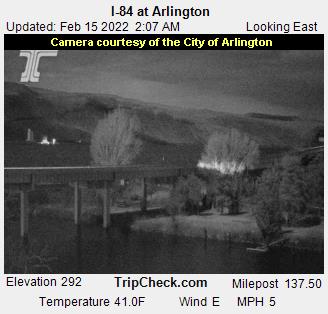 I-84 at Arlington
Updated: Feb 15 2022 2:07 AM Looking East
Camera courtesy of the City of Arlington
Elevation 292 TripCheck.com Milepost 137.50
Temperature 41.0F Wind E MPH 5